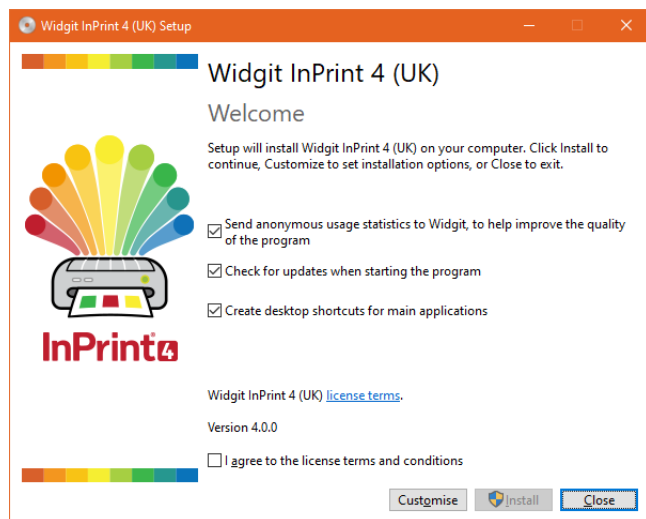 Widgit InPrint 4 (UK) Setup
Widgit InPrint 4 (UK)
Welcome
Setup will install Widgit InPrint 4 (UK) on your computer. Click Install to
continue, Customize to set installation options, or Close to exit.
Send anonymous usage statistics to Widgit, to help improve the quality
of the program
Check for updates when starting the program
Create desktop shortcuts for main applications
InPrint 4
Widgit InPrint 4 (UK) license terms.
Version 4.0.0
I agree to the license terms and conditions
Customise Install Close